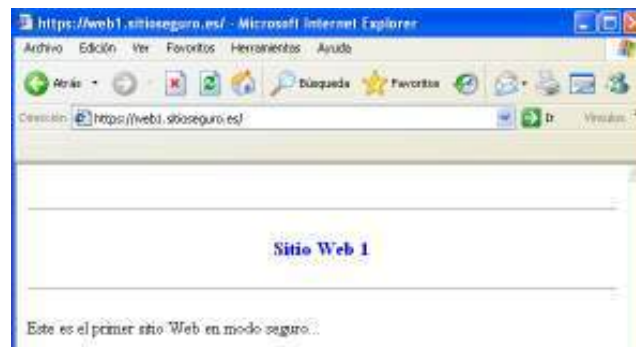 https://web1.sitioseguro.es/ - Microsoft Internet Explorer
Archivo Edición Ver Favoritos Herramientas Ayuda
Atrás Búsqueda Favoritos
Dirección https://web1.sitioseguro.es/ Ir Vínculos
Sitio Web 1
Este es el primer sitio Web en modo seguro...